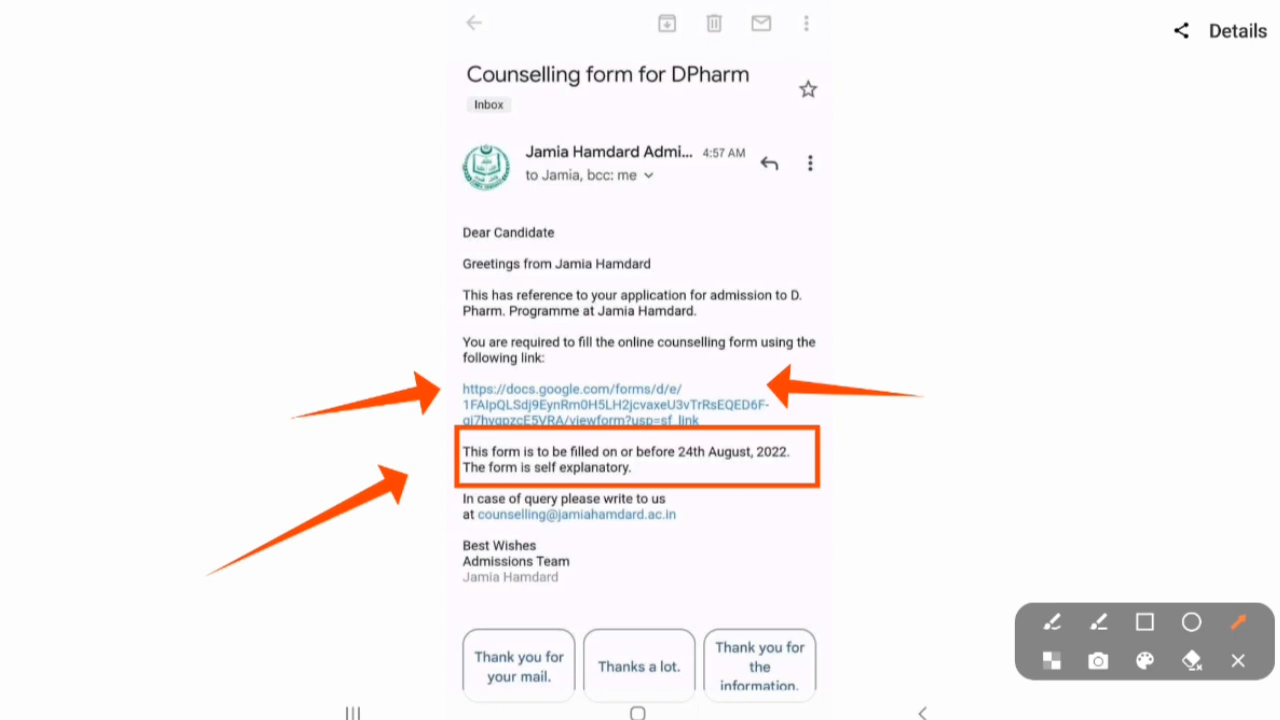 Details
Counselling form for DPharm
Inbox
Jamia Hamdard Admi... 4:57 AM
to Jamia, bcc: me
Dear Candidate
Greetings from Jamia Hamdard
This has reference to your application for admission to D.
Pharm. Programme at Jamia Hamdard.
You are required to fill the online counselling form using the
following link:
https://docs.google.com/forms/d/e/
1FAIpQLSdj9EynRm0H5LH2jcvaxeU3vTrRsEQED6F-
gi7hygpzcE5VRA/viewform?usp=sf_link
This form is to be filled on or before 24th August, 2022.
The form is self explanatory.
In case of query please write to us
at counselling@jamiahamdard.ac.in
Best Wishes
Admissions Team
Jamia Hamdard
Thank you for
your mail.
Thanks a lot.
Thank you for
the
information.